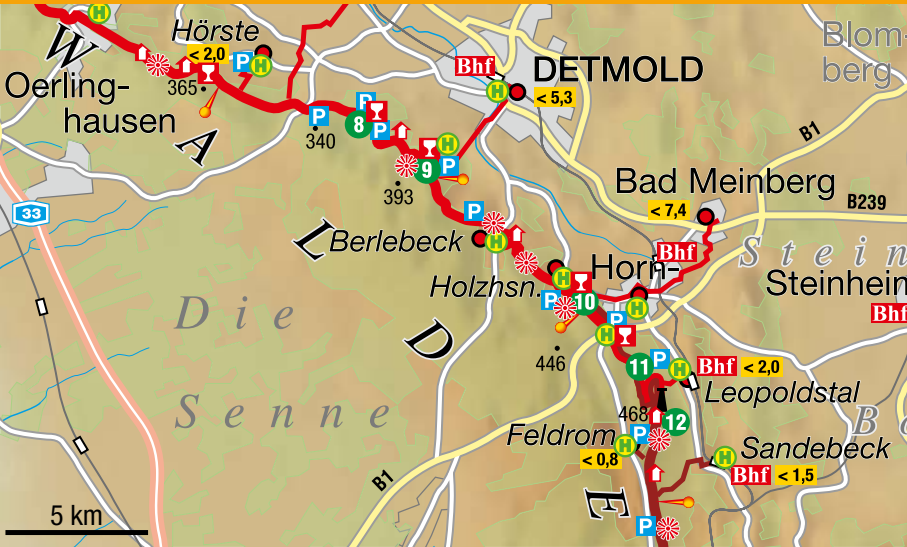 H
Hörste
< 2,0
P
H
365
Oerling-
hausen
W
A
L
D
E
Bhf
DETMOLD
H
< 5,3
Blom-
berg
B1
P
340
P
8
P
H
9
P
393
Bad Meinberg
< 7,4
B239
33
P
Berlebeck
H
Bhf
Stein
Steinheim
Bhf
Holzhsn.
H
Horn-
P
10
H
P
H
446
Die
Senne
11
P
H
Bhf
< 2,0
Leopoldstal
468
12
B
Feldrom
P
H
< 0,8
Sandebeck
H
Bhf
< 1,5
B1
P
5 km